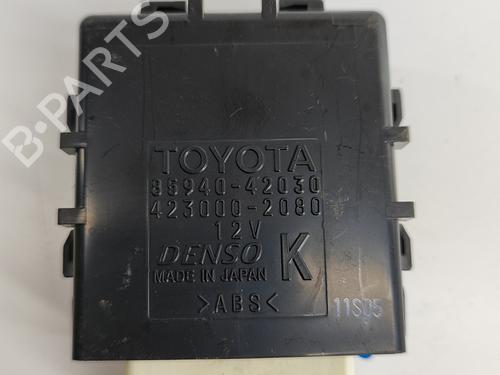 TOYOTA
85940-42030
423000-2080
12V
DENSO K
MADE IN JAPAN
>ABS<
11S05
B-PARTS